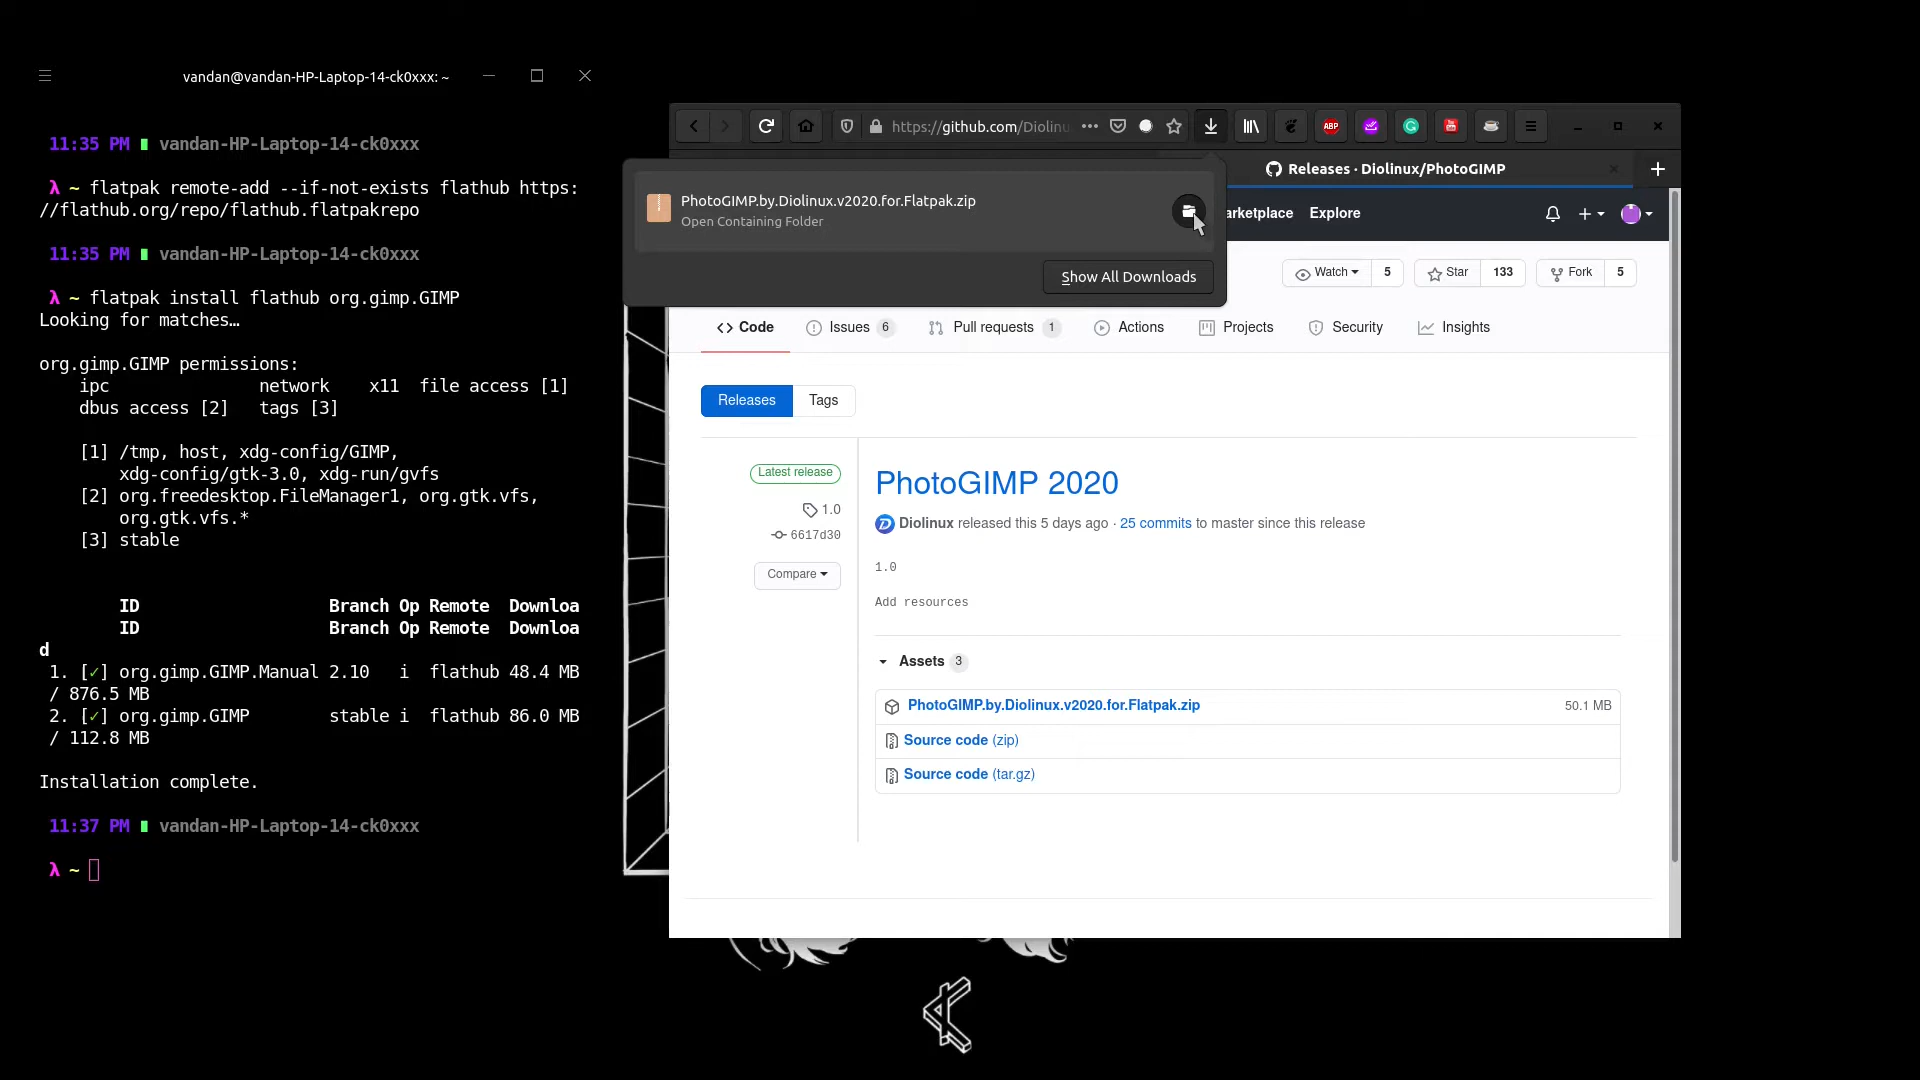 vandan@vandan-HP-Laptop-14-ck0xxx: ~
11:35 PM vandan-HP-Laptop-14-ck0xxx
λ ~ flatpak remote-add --if-not-exists flathub https:
//flathub.org/repo/flathub.flatpakrepo
11:35 PM vandan-HP-Laptop-14-ck0xxx
λ ~ flatpak install flathub org.gimp.GIMP
Looking for matches…
org.gimp.GIMP permissions:
ipc network x11 file access [1]
dbus access [2] tags [3]
[1] /tmp, host, xdg-config/GIMP,
xdg-config/gtk-3.0, xdg-run/gvfs
[2] org.freedesktop.FileManager1, org.gtk.vfs,
org.gtk.vfs.*
[3] stable
ID Branch Op Remote Downloa
ID Branch Op Remote Downloa
d
1. [✓] org.gimp.GIMP.Manual 2.10 i flathub 48.4 MB
/ 876.5 MB
2. [✓] org.gimp.GIMP stable i flathub 86.0 MB
/ 112.8 MB
Installation complete.
11:37 PM vandan-HP-Laptop-14-ck0xxx
λ ~
https://github.com/Diolinu
ABP
Releases · Diolinux/PhotoGIMP
PhotoGIMP.by.Diolinux.v2020.for.Flatpak.zip
Open Containing Folder
Show All Downloads
arketplace Explore
Watch 5 Star 133 Fork 5
Code Issues 6 Pull requests 1 Actions Projects Security Insights
Releases Tags
Latest release
1.0
6617d30
Compare
PhotoGIMP 2020
Diolinux released this 5 days ago · 25 commits to master since this release
1.0
Add resources
Assets 3
PhotoGIMP.by.Diolinux.v2020.for.Flatpak.zip 50.1 MB
Source code (zip)
Source code (tar.gz)